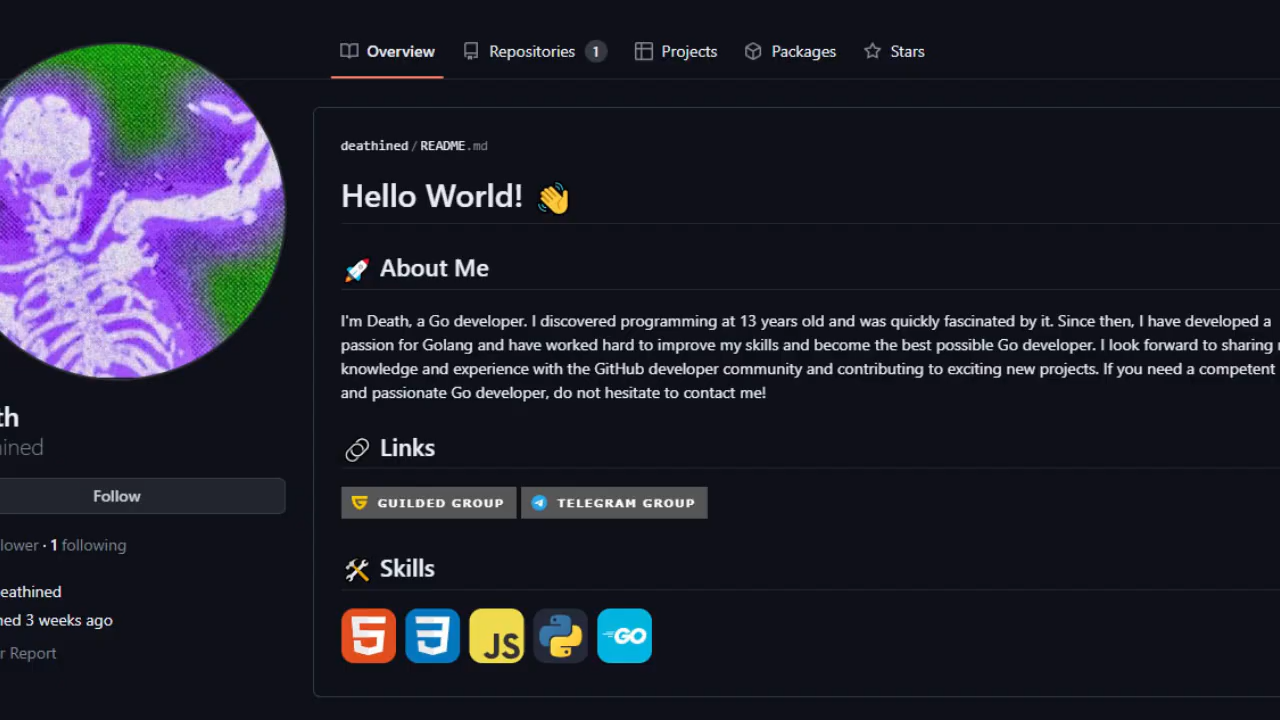 Overview Repositories 1 Projects Packages Stars
deathined/README.md
Hello World! 👋
🚀 About Me
I'm Death, a Go developer. I discovered programming at 13 years old and was quickly fascinated by it. Since then, I have developed a
passion for Golang and have worked hard to improve my skills and become the best possible Go developer. I look forward to sharing
knowledge and experience with the GitHub developer community and contributing to exciting new projects. If you need a competent
and passionate Go developer, do not hesitate to contact me!
🔗 Links
GUILDED GROUP TELEGRAM GROUP
🛠 Skills
5 3 JS GO
th
ined
Follow
lower · 1 following
eathined
ned 3 weeks ago
r Report